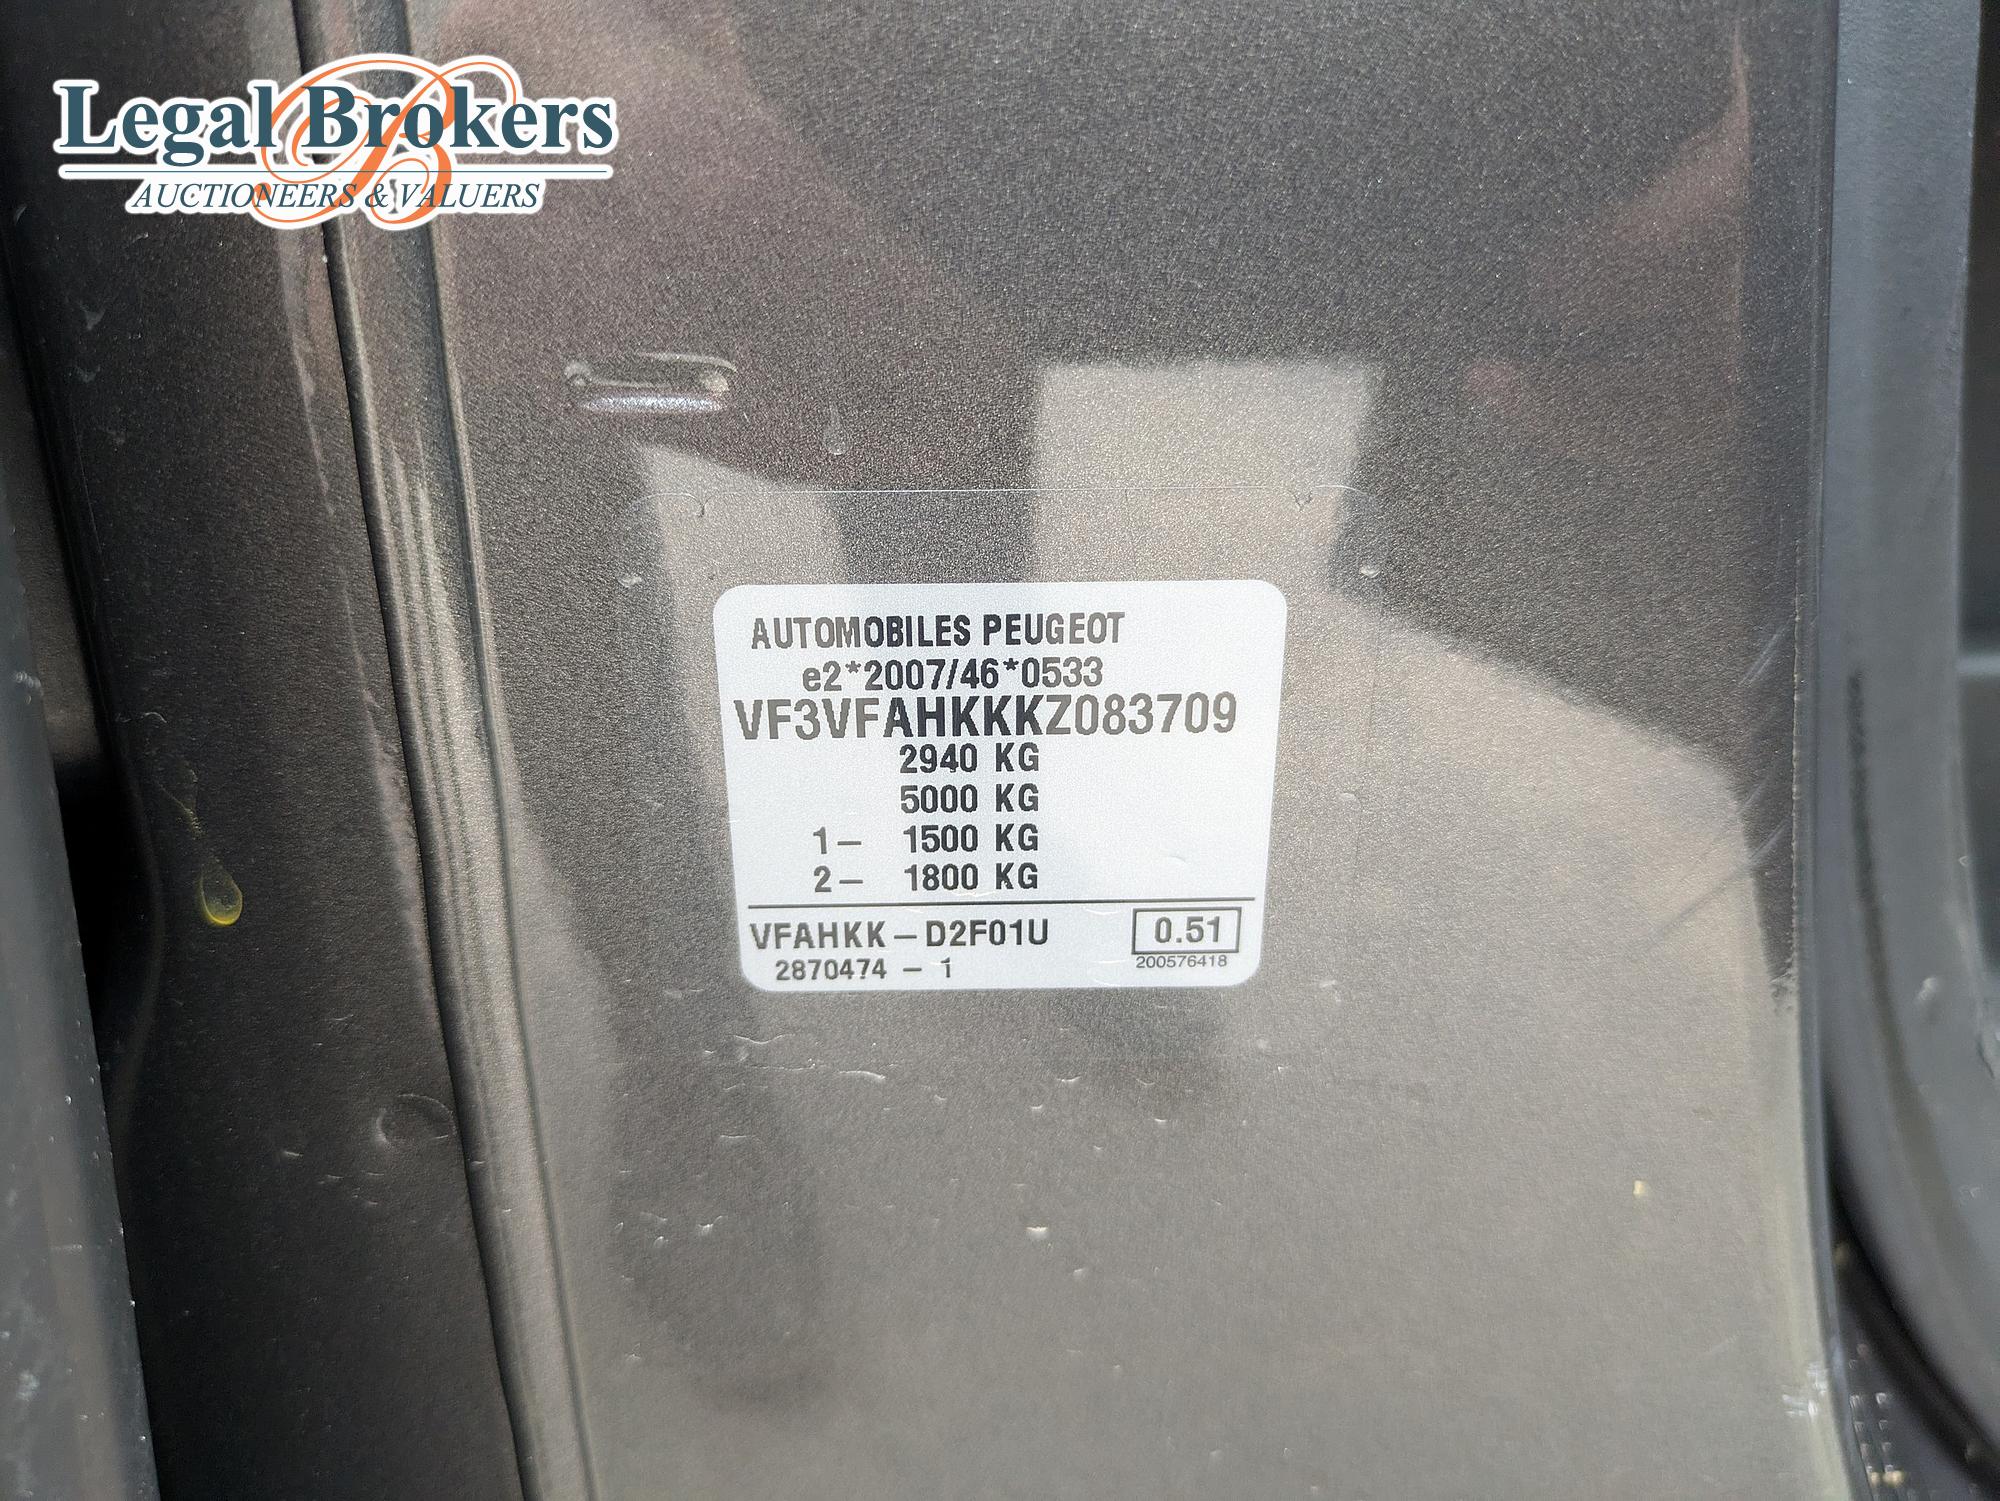 Legal Brokers
AUCTIONEERS & VALUERS
AUTOMOBILES PEUGEOT
e2*2007/46*0533
VF3VFAHKKKZ083709
2940 KG
5000 KG
1– 1500 KG
2– 1800 KG
VFAHKK – D2F01U
0.51
2870474 – 1
200576418